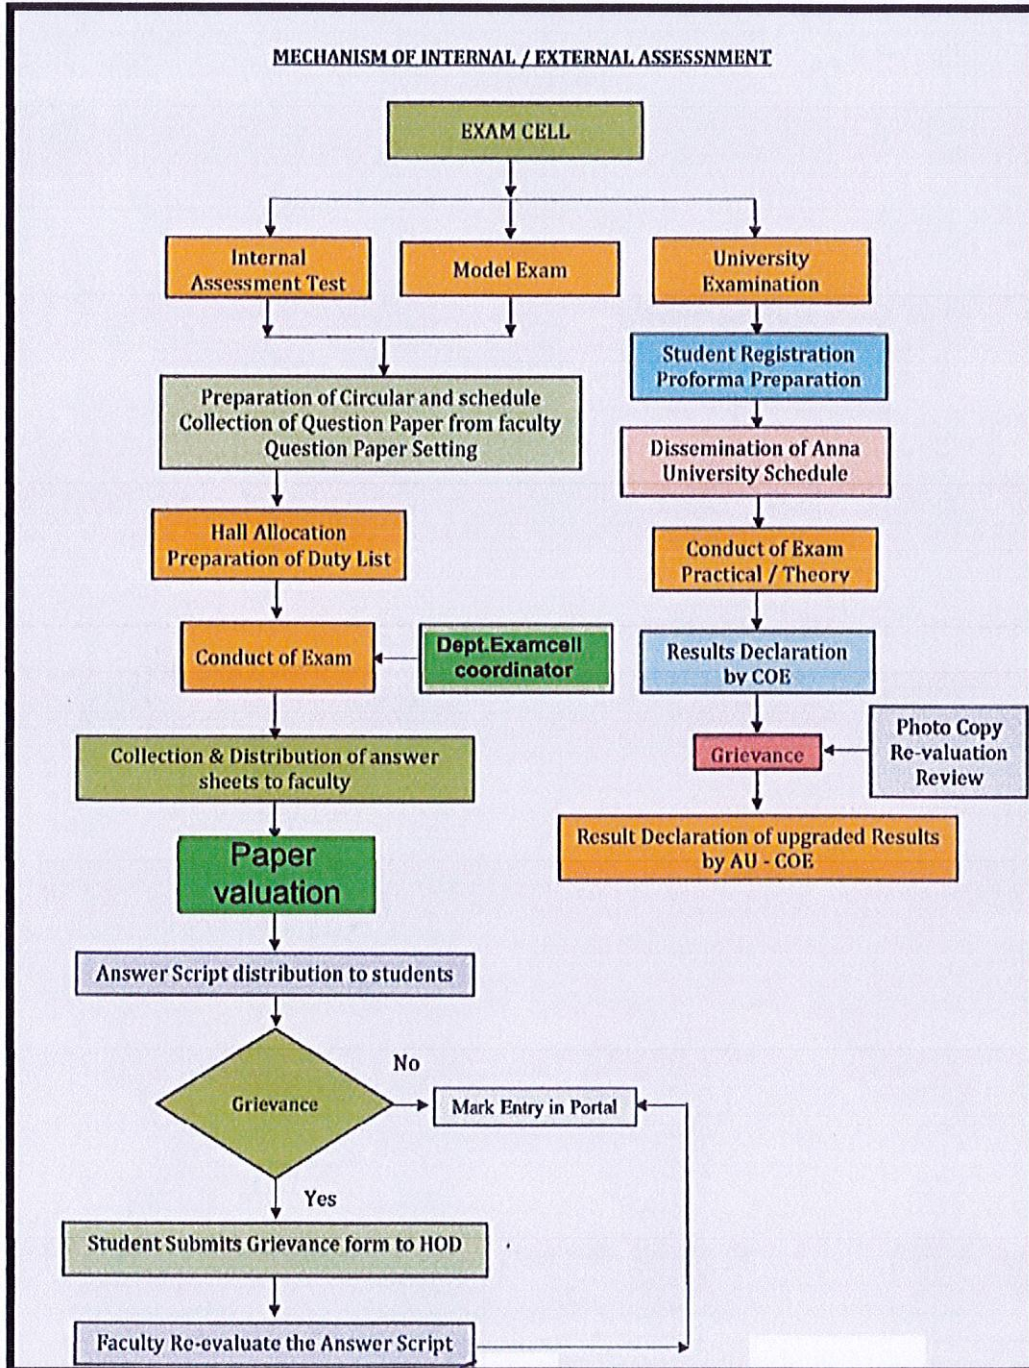 MECHANISM OF INTERNAL / EXTERNAL ASSESSNMENT
EXAM CELL
Internal
Assessment Test
Model Exam
University
Examination
Student Registration
Proforma Preparation
Preparation of Circular and schedule
Collection of Question Paper from faculty
Question Paper Setting
Dissemination of Anna
University Schedule
Hall Allocation
Preparation of Duty List
Conduct of Exam
Practical / Theory
Conduct of Exam
Dept.Examcell
coordinator
Results Declaration
by COE
Collection & Distribution of answer
sheets to faculty
Grievance
Photo Copy
Re-valuation
Review
Paper
valuation
Result Declaration of upgraded Results
by AU - COE
Answer Script distribution to students
Grievance
No
Mark Entry in Portal
Yes
Student Submits Grievance form to HOD
Faculty Re-evaluate the Answer Script